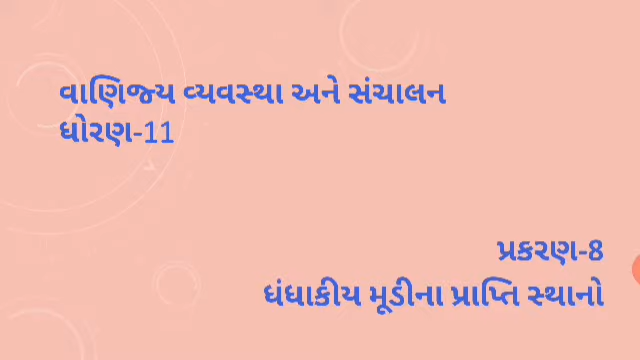 વાણિજ્ય વ્યવસ્થા અને સંચાલન
ધોરણ-11
પ્રકરણ-8
ધંધાકીય મૂડીના પ્રાપ્તિ સ્થાનો